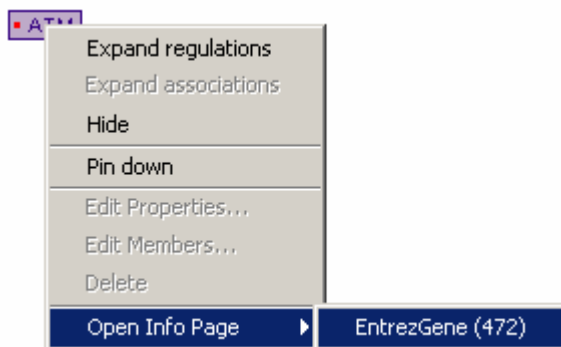 ATM
Expand regulations
Expand associations
Hide
Pin down
Edit Properties...
Edit Members...
Delete
Open Info Page
EntrezGene (472)